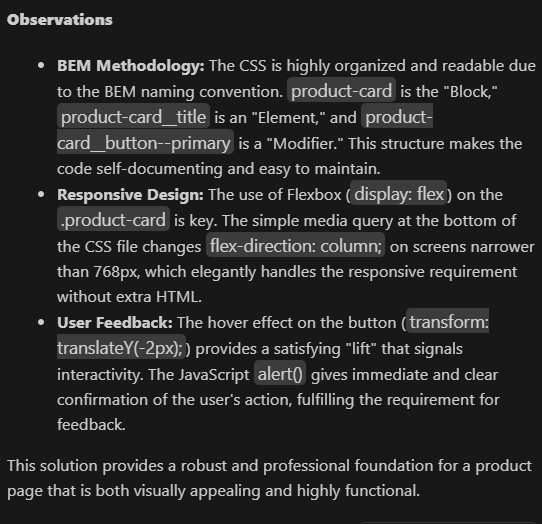 Observations
• BEM Methodology: The CSS is highly organized and readable due
to the BEM naming convention. product-card is the "Block,"
product-card__title is an "Element," and product-
card__button--primary is a "Modifier." This structure makes the
code self-documenting and easy to maintain.
• Responsive Design: The use of Flexbox (display: flex) on the
.product-card is key. The simple media query at the bottom of
the CSS file changes flex-direction: column; on screens narrower
than 768px, which elegantly handles the responsive requirement
without extra HTML.
• User Feedback: The hover effect on the button (transform:
translateY(-2px);) provides a satisfying "lift" that signals
interactivity. The JavaScript alert() gives immediate and clear
confirmation of the user's action, fulfilling the requirement for
feedback.
This solution provides a robust and professional foundation for a product
page that is both visually appealing and highly functional.